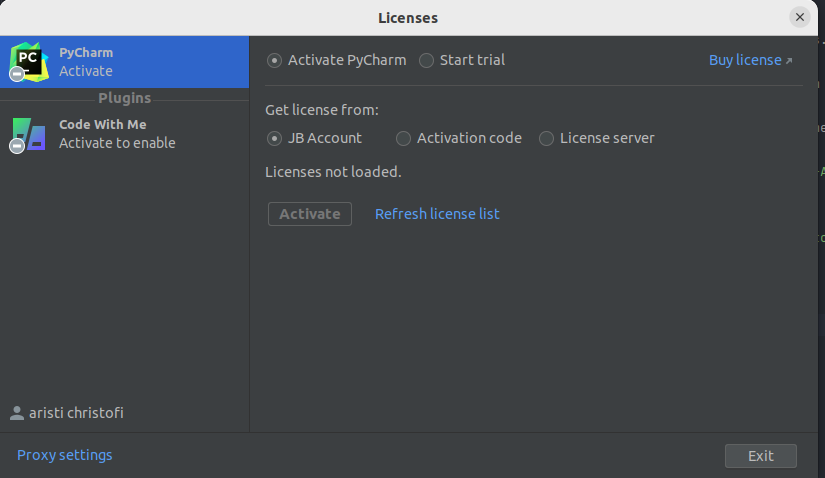 Licenses
PC
PyCharm
Activate
Plugins
Code With Me
Activate to enable
aristi christofi
Activate PyCharm Start trial Buy license
Get license from:
JB Account Activation code License server
Licenses not loaded.
Activate Refresh license list
Proxy settings Exit